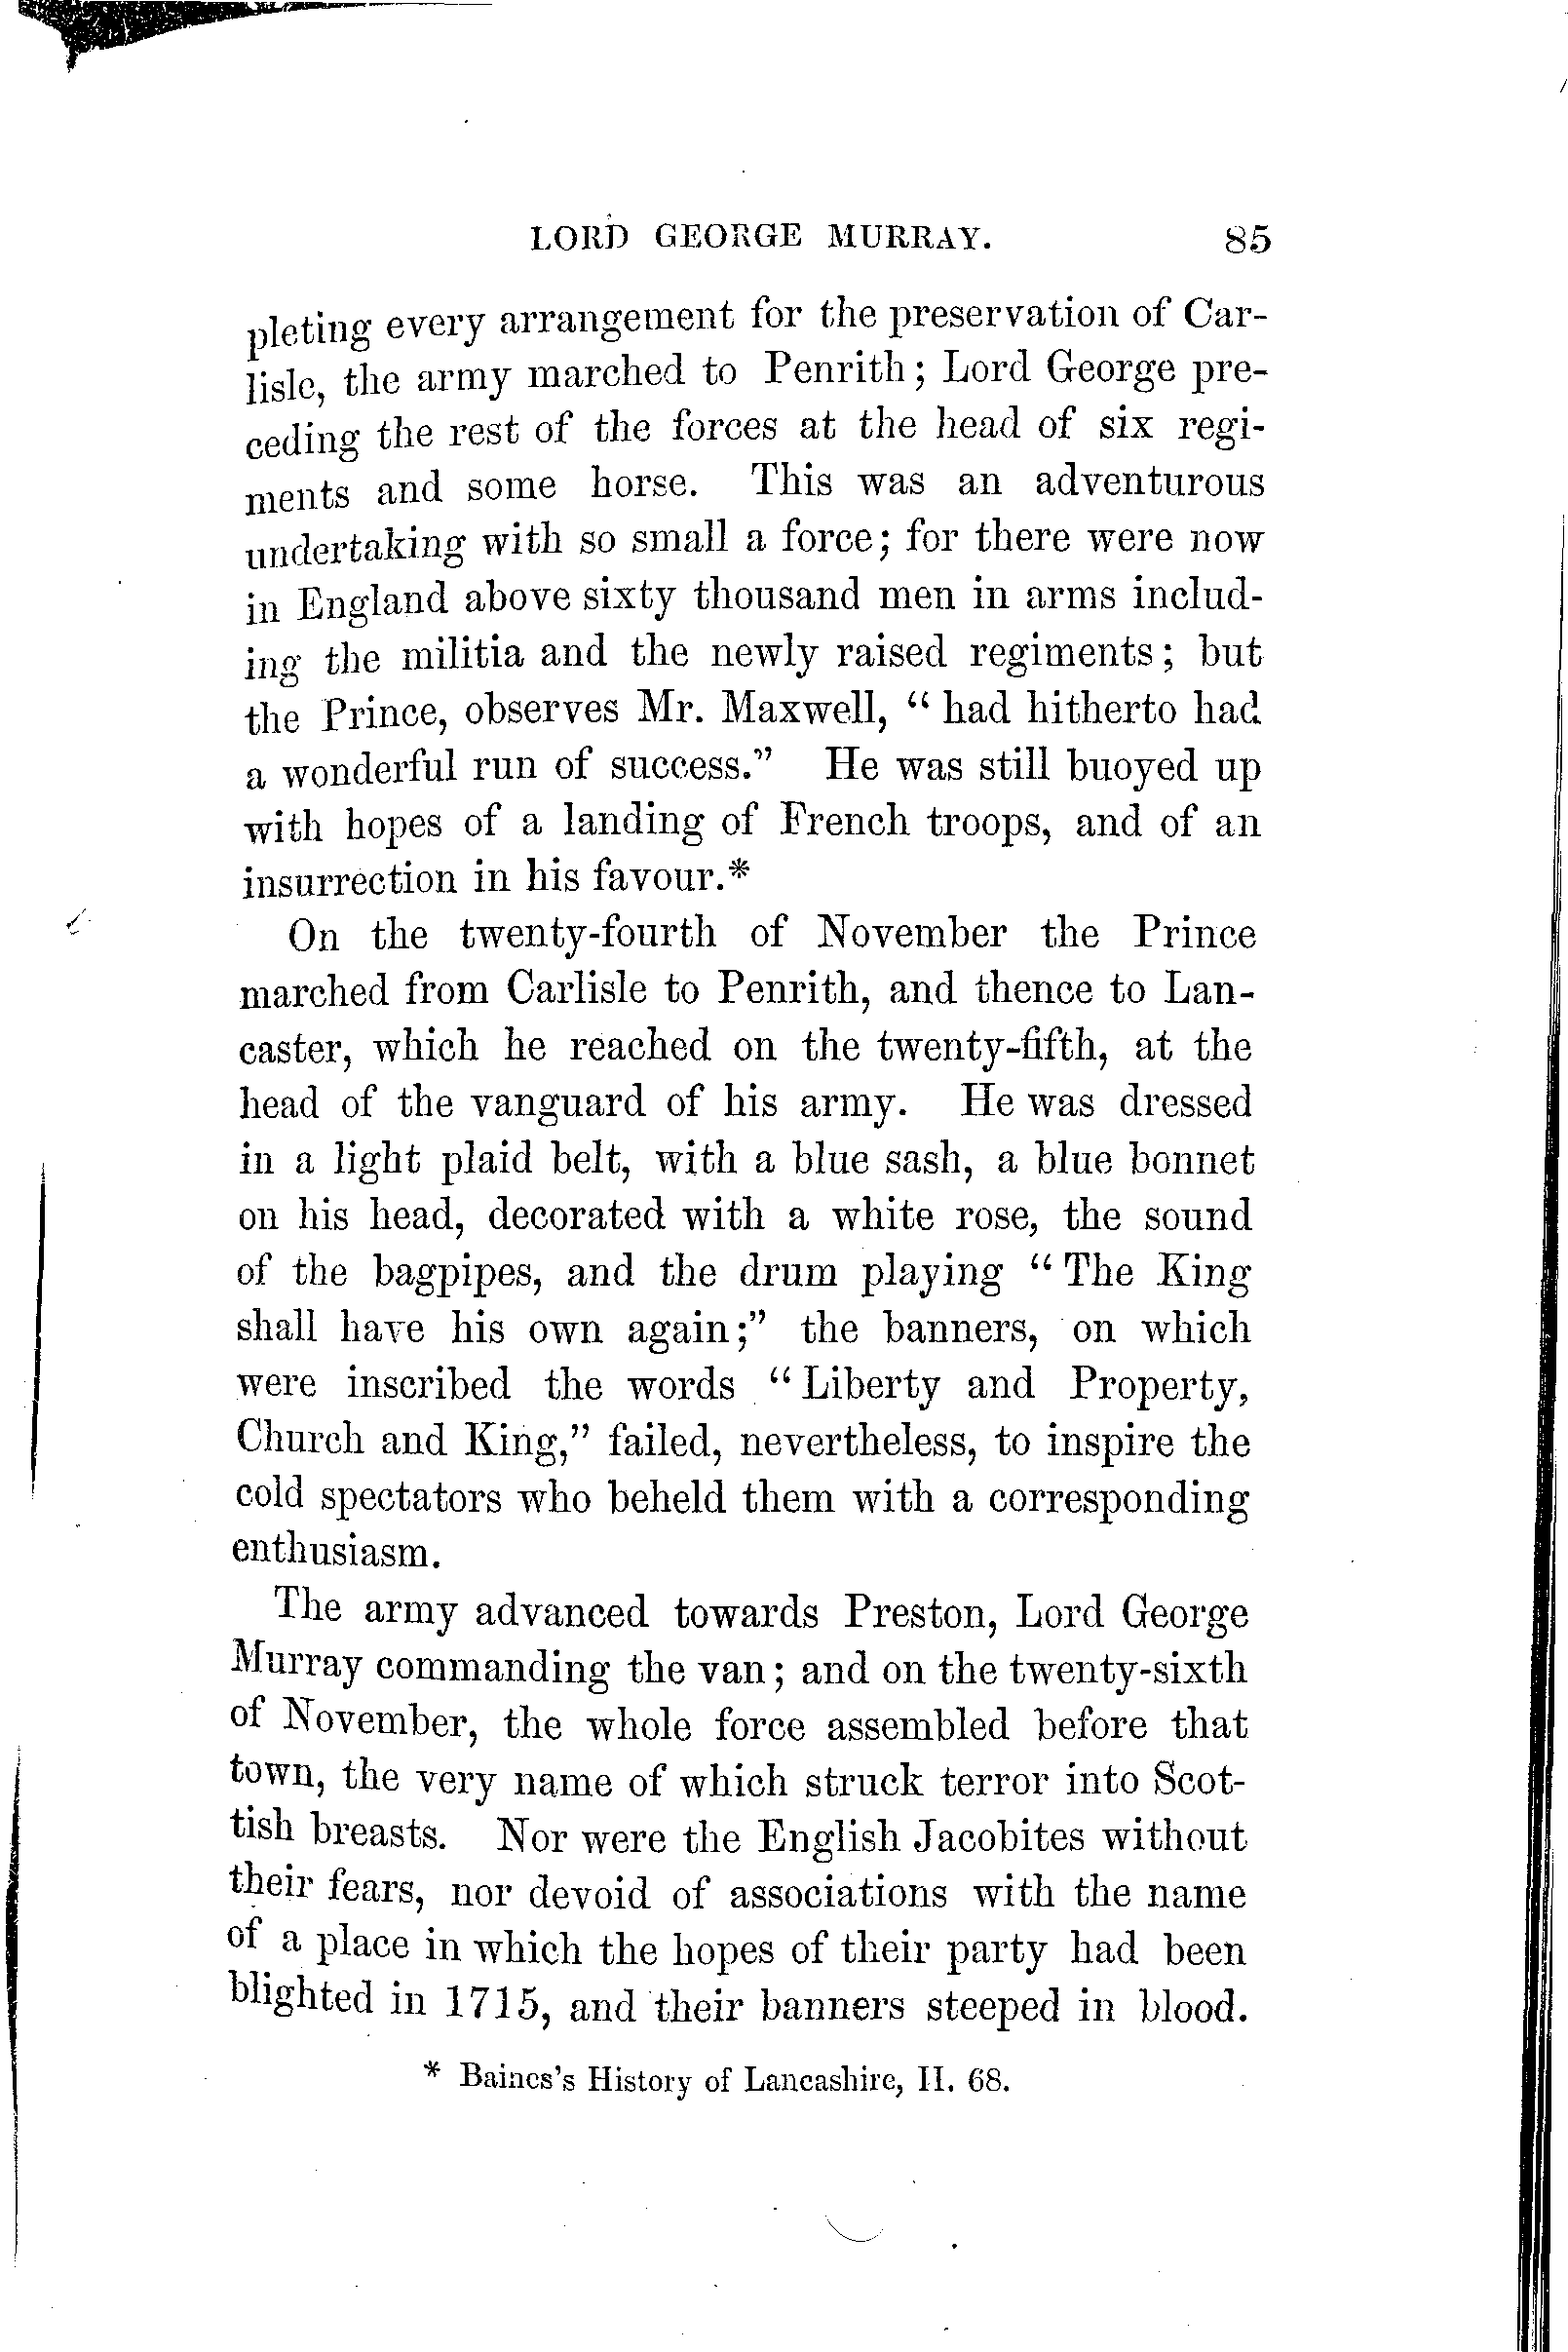 LORD GEORGE MURRAY. 85
pleting every arrangement for the preservation of Car-
lisle, the army marched to Penrith; Lord George pre-
ceding the rest of the forces at the head of six regi-
ments and some horse. This was an adventurous
undertaking with so small a force; for there were now
in England above sixty thousand men in arms includ-
ing the militia and the newly raised regiments; but
the Prince, observes Mr. Maxwell, "had hitherto had
a wonderful run of success." He was still buoyed up
with hopes of a landing of French troops, and of an
insurrection in his favour.*
On the twenty-fourth of November the Prince
marched from Carlisle to Penrith, and thence to Lan-
caster, which he reached on the twenty-fifth, at the
head of the vanguard of his army. He was dressed
in a light plaid belt, with a blue sash, a blue bonnet
on his head, decorated with a white rose, the sound
of the bagpipes, and the drum playing "The King
shall have his own again;" the banners, on which
were inscribed the words "Liberty and Property,
Church and King," failed, nevertheless, to inspire the
cold spectators who beheld them with a corresponding
enthusiasm.
The army advanced towards Preston, Lord George
Murray commanding the van; and on the twenty-sixth
of November, the whole force assembled before that
town, the very name of which struck terror into Scot-
tish breasts. Nor were the English Jacobites without
their fears, nor devoid of associations with the name
of a place in which the hopes of their party had been
blighted in 1715, and their banners steeped in blood.
* Baines's History of Lancashire, II. 68.